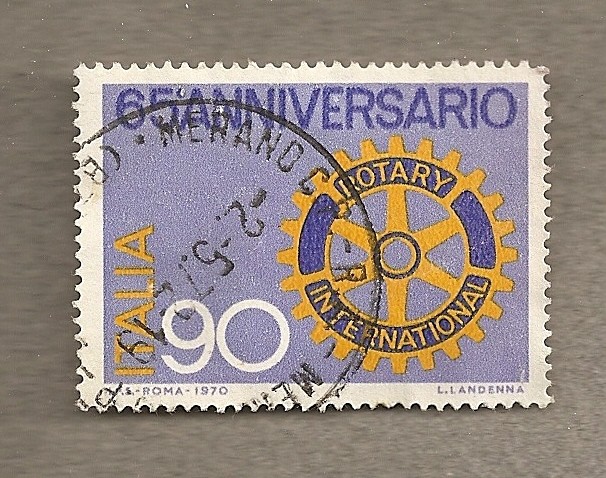 65 ANNIVERSARIO
ROTARY
INTERNATIONAL
ITALIA
90
ROMA-1970
L. LANDENNA
MERANO